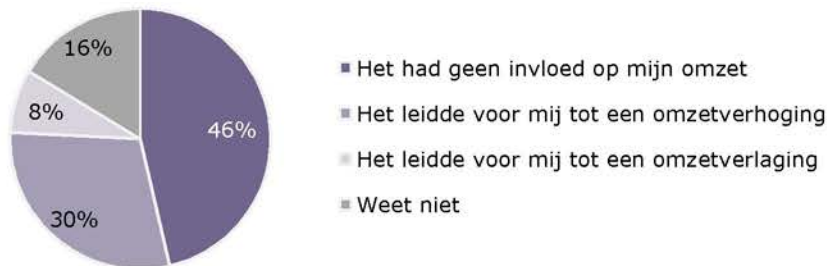 16%
8%
46%
30%
Het had geen invloed op mijn omzet
Het leidde voor mij tot een omzetverhoging
Het leidde voor mij tot een omzetverlaging
Weet niet